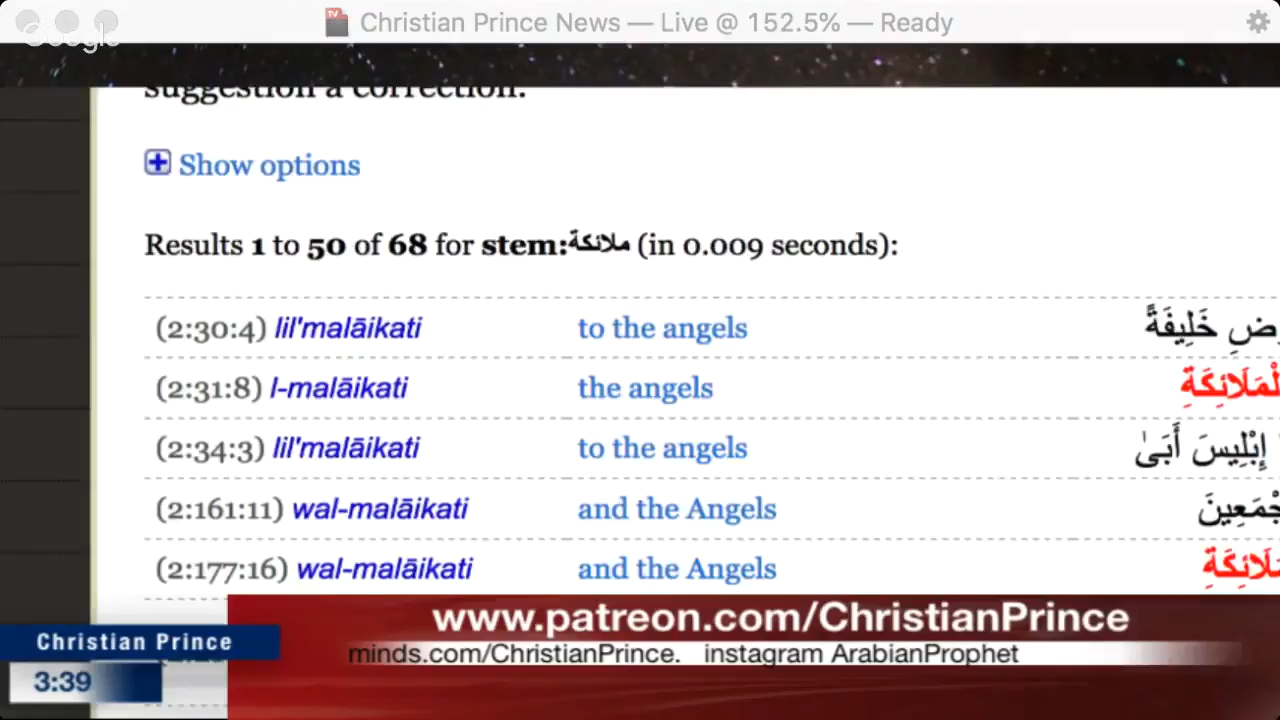 Christian Prince News — Live @ 152.5% — Ready
Google
suggestion a correction.
Show options
Results 1 to 50 of 68 for stem:ملائكة (in 0.009 seconds):
(2:30:4) lil'malāikati to the angels خَلِيفَةً
(2:31:8) l-malāikati the angels
(2:34:3) lil'malāikati to the angels إِبْلِيسَ أَبَىٰ
(2:161:11) wal-malāikati and the Angels
(2:177:16) wal-malāikati and the Angels
www.patreon.com/ChristianPrince
Christian Prince
minds.com/ChristianPrince. instagram ArabianProphet
3:39